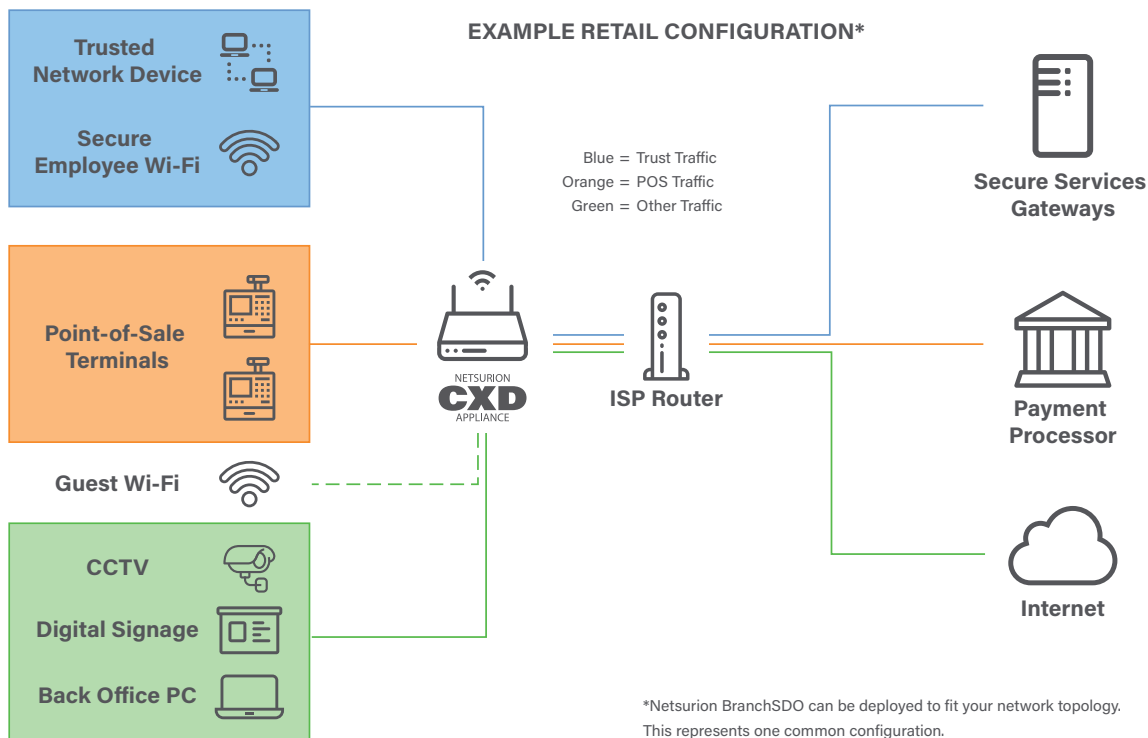 EXAMPLE RETAIL CONFIGURATION*
Trusted
Network Device
Secure
Employee Wi-Fi
Blue = Trust Traffic
Orange = POS Traffic
Green = Other Traffic
Secure Services
Gateways
Point-of-Sale
Terminals
NETSURION
CXD
APPLIANCE
ISP Router
Payment
Processor
Guest Wi-Fi
CCTV
Digital Signage
Back Office PC
Internet
*Netsurion BranchSDO can be deployed to fit your network topology.
This represents one common configuration.